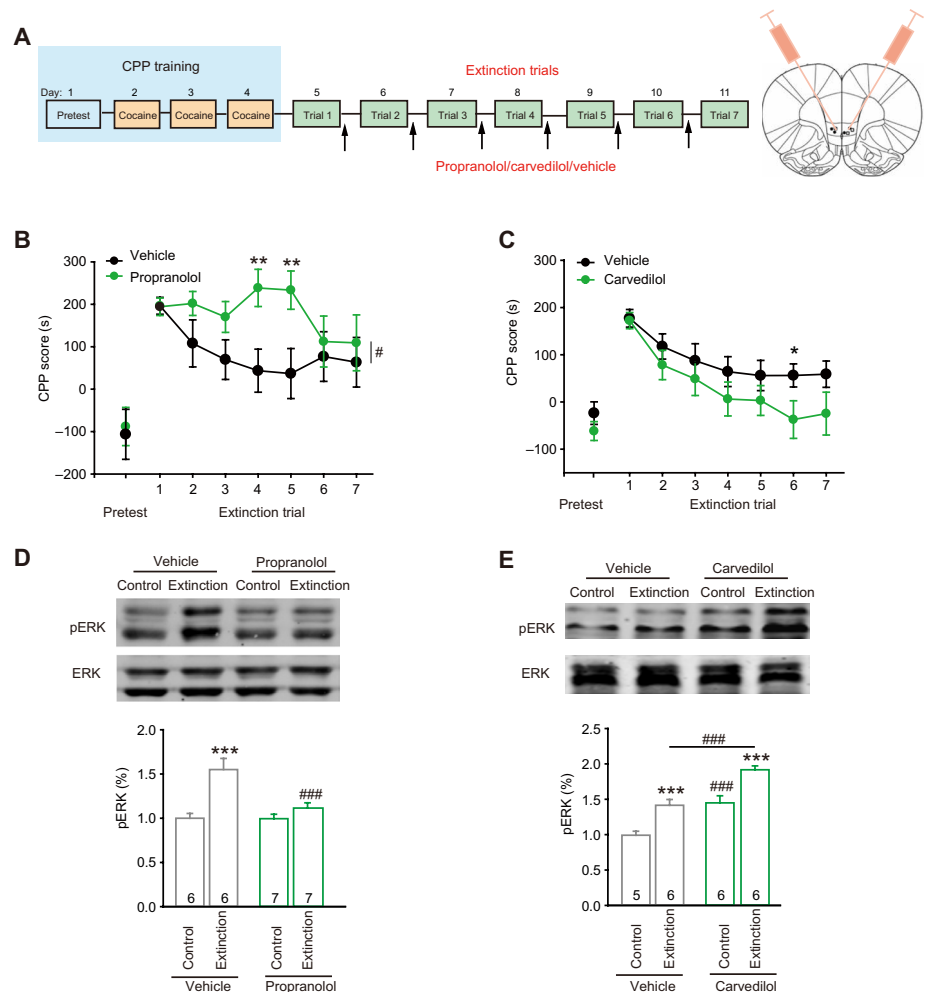 A
CPP training
Extinction trials
Day: 1 2 3 4 5 6 7 8 9 10 11
Pretest Cocaine Cocaine Cocaine Trial 1 Trial 2 Trial 3 Trial 4 Trial 5 Trial 6 Trial 7
Propranolol/carvedilol/vehicle
B
Vehicle
Propranolol
CPP score (s)
300
200
100
0
–100
–200
** **
#
1 2 3 4 5 6 7
Pretest Extinction trial
C
Vehicle
Carvedilol
CPP score (s)
300
200
100
0
–100
*
1 2 3 4 5 6 7
Pretest Extinction trial
D
Vehicle Propranolol
Control Extinction Control Extinction
pERK
ERK
pERK (%)
2.0
1.5
1.0
0.5
0.0
***
###
6 6 7 7
Control Extinction Control Extinction
Vehicle Propranolol
E
Vehicle Carvedilol
Control Extinction Control Extinction
pERK
ERK
pERK (%)
2.5
2.0
1.5
1.0
0.5
0.0
###
*** ### ***
5 6 6 6
Control Extinction Control Extinction
Vehicle Carvedilol